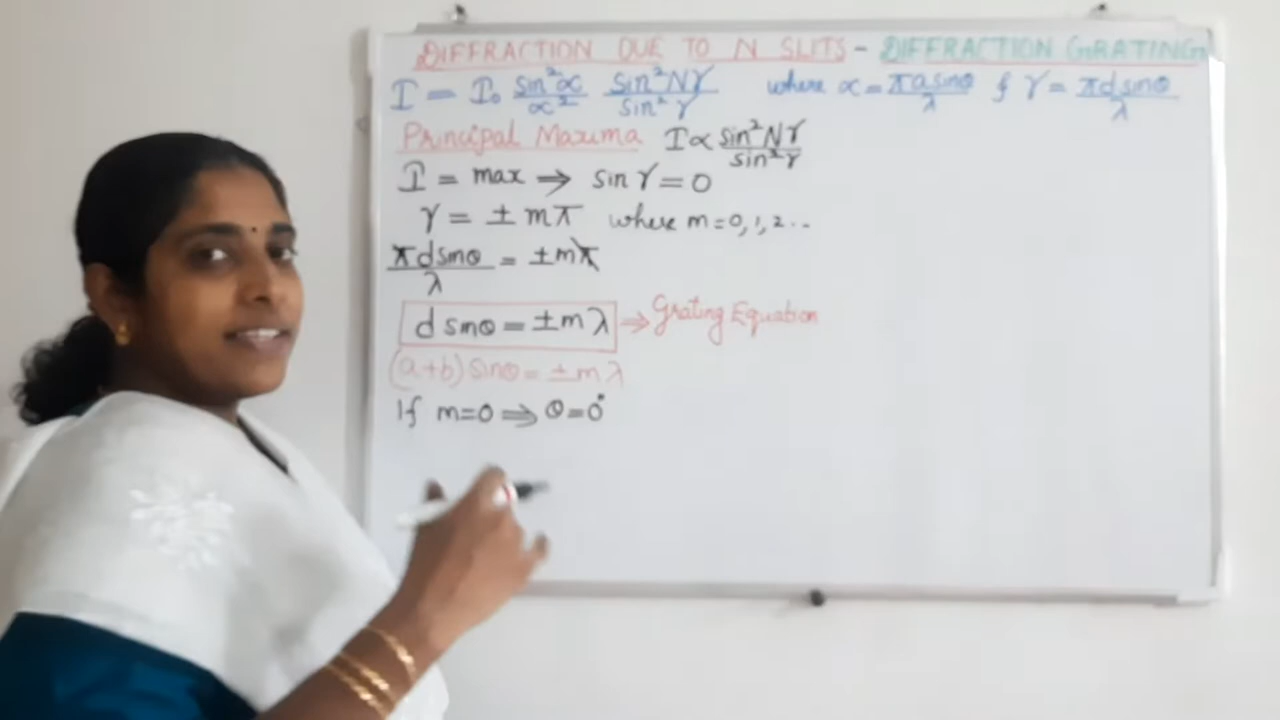 DIFFRACTION DUE TO N SLITS - DIFFRACTION GRATING
I = I₀ sin²α/α² sin²Nγ/sin²γ where α = πa sinθ/λ & γ = πd sinθ/λ
Principal Maxima I ∝ sin²Nγ/sin²γ
I = max → sin γ = 0
γ = ± mπ where m=0,1,2...
πd sinθ/λ = ±mπ
d sinθ = ±mλ ⇒ Grating Equation
(a+b) sinθ = ±mλ
If m=0 ⇒ θ=0°